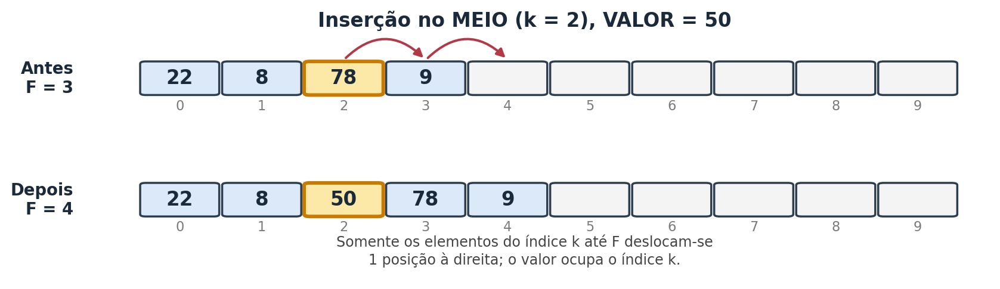 Inserção no MEIO (k = 2), VALOR = 50
Antes
F = 3
22 8 78 9
0 1 2 3 4 5 6 7 8 9
Depois
F = 4
22 8 50 78 9
0 1 2 3 4 5 6 7 8 9
Somente os elementos do índice k até F deslocam-se
1 posição à direita; o valor ocupa o índice k.